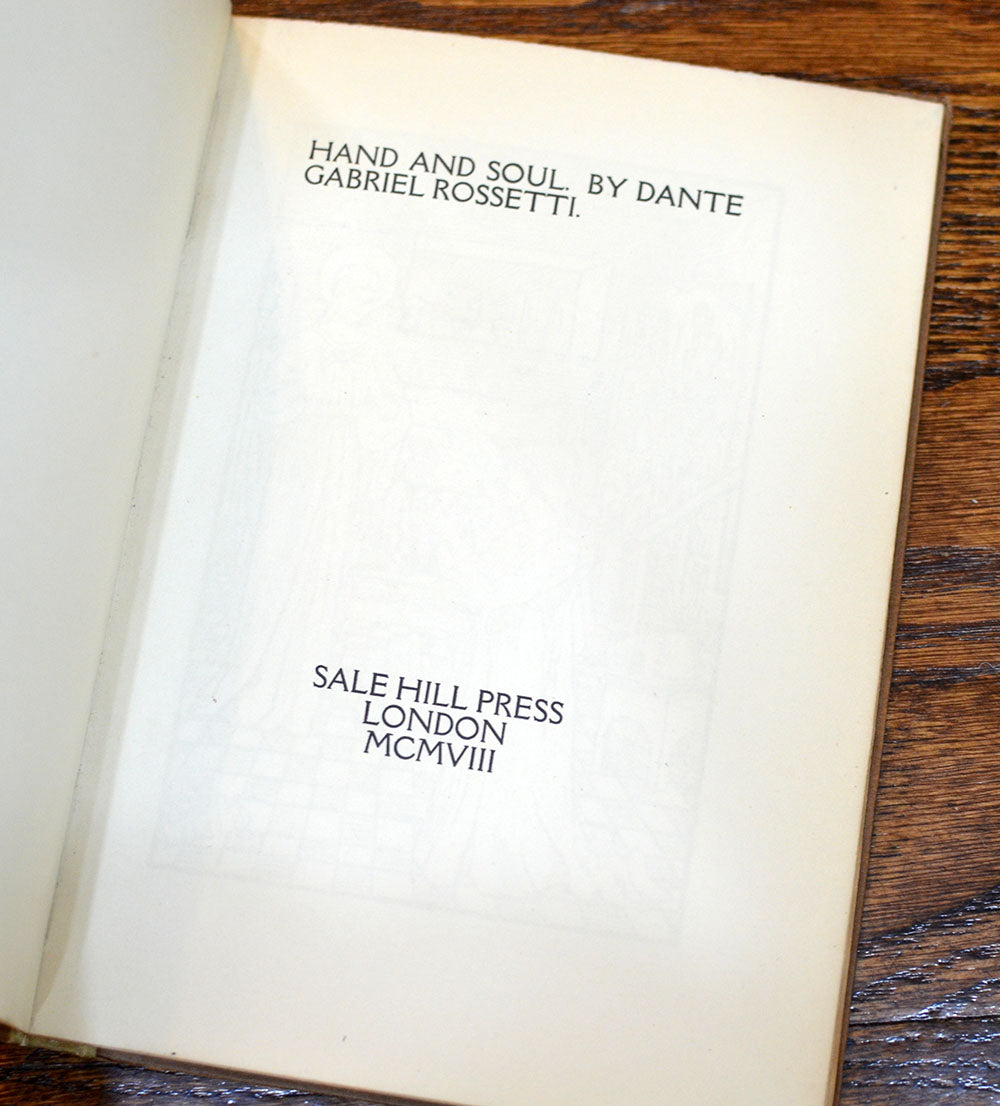 HAND AND SOUL. BY DANTE
GABRIEL ROSSETTI.
SALE HILL PRESS
LONDON
MCMVIII